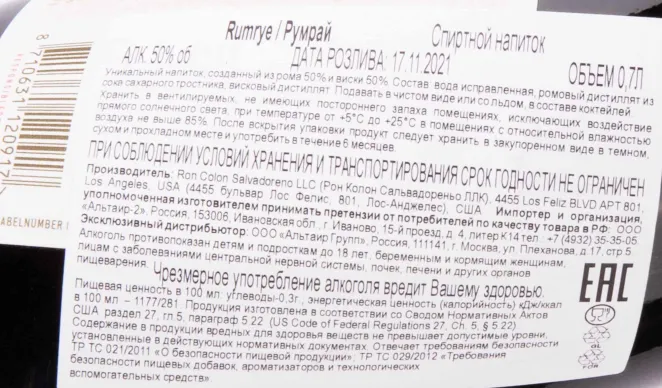 Rumrye / Румрай Спиртной напиток
АЛК. 50% об ДАТА РОЗЛИВА: 17.11.2021 ОБЪЕМ 0,7Л
Уникальный напиток, созданный из рома 50% и виски 50%. Состав: вода исправленная, ромовый дистиллят из
сока сахарного тростника, висковый дистиллят. Подавать в чистом виде или со льдом, в составе коктейлей.
Хранить в вентилируемых, не имеющих постороннего запаха помещениях, исключающих воздействие
прямого солнечного света, при температуре от +5°С до +25°С в помещениях с относительной влажностью
воздуха не выше 85%. После вскрытия упаковки продукт следует хранить в закупоренном виде в темном,
сухом и прохладном месте и употребить в течение 6 месяцев.
ПРИ СОБЛЮДЕНИИ УСЛОВИЙ ХРАНЕНИЯ И ТРАНСПОРТИРОВАНИЯ СРОК ГОДНОСТИ НЕ ОГРАНИЧЕН
Производитель: Ron Colon Salvadoreno LLC (Рон Колон Сальвадореньо ЛЛК), 4455 Los Feliz BLVD APT 801,
Los Angeles, USA (4455 бульвар Лос Фелис, 801, Лос-Анджелес), США. Импортер и организация,
уполномоченная изготовителем принимать претензии от потребителей по качеству товара в РФ: ООО
«Альтаир-2», Россия, 153006, Ивановская обл., г. Иваново, 15-й проезд, д. 4, литер К 14 тел.: +7 (4932) 35-35-05.
Эксклюзивный дистрибьютор: ООО «Альтаир Групп», Россия, 111141, г. Москва, ул. Плеханова, д. 17, стр.5
Алкоголь противопоказан детям и подросткам до 18 лет, беременным и кормящим женщинам,
лицам с заболеваниями центральной нервной системы, почек, печени и других органов
пищеварения.
Чрезмерное употребление алкоголя вредит Вашему здоровью.
Пищевая ценность в 100 мл: углеводы-0,3г., энергетическая ценность (калорийность) кДж/ккал
в 100 мл – 1177/281 Продукция изготовлена в соответствии со Сводом Нормативных Актов
США раздел 27, гл.5, параграф 5.22 (US Code of Federal Regulations 27, Ch. 5, § 5.22)
Содержание в продукции вредных для здоровья веществ не превышает допустимые уровни,
установленные в действующих нормативных документах. Отвечает требованиям безопасности
ТР ТС 021/2011 «О безопасности пищевой продукции», ТР ТС 029/2012 «Требования
безопасности пищевых добавок, ароматизаторов и технологических
вспомогательных средств».
EAC
GL
FOR
8 710631 120917
ABELNUMBER